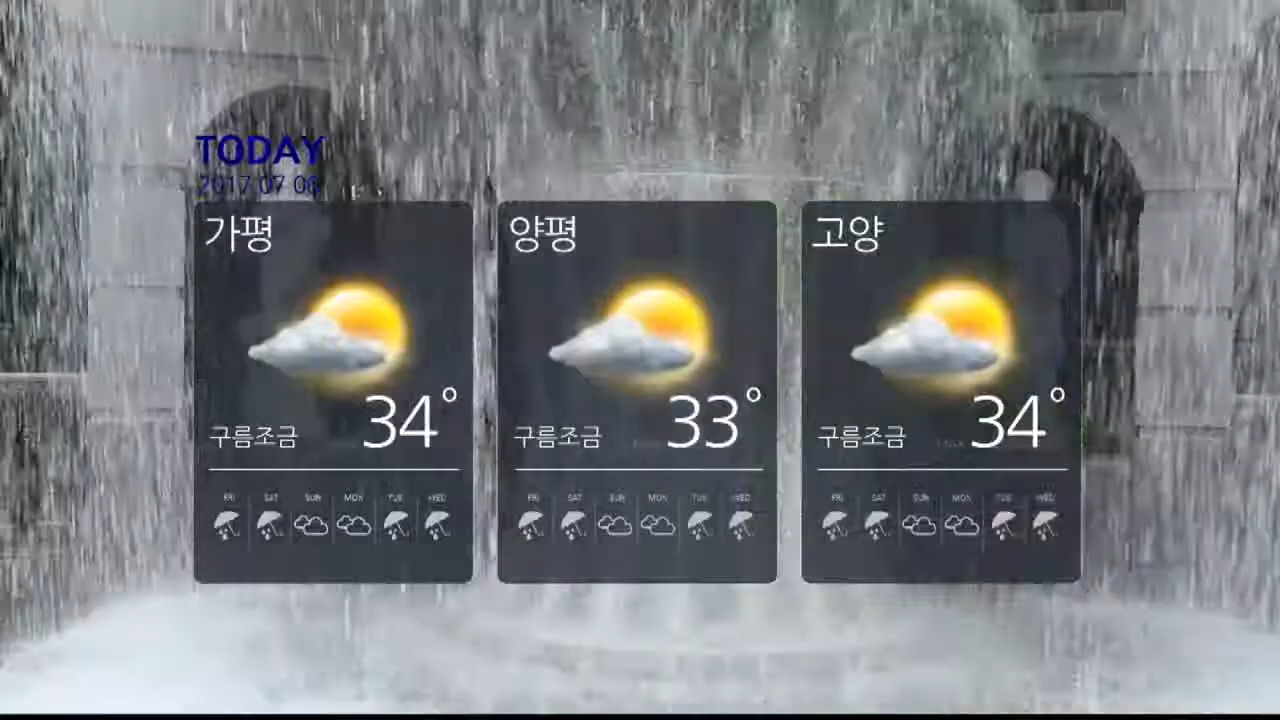 TODAY
2017 07 06
가평
양평
고양
구름조금 34°
구름조금 33°
구름조금 34°
FRI SAT SUN MON TUE WED
FRI SAT SUN MON TUE WED
FRI SAT SUN MON TUE WED